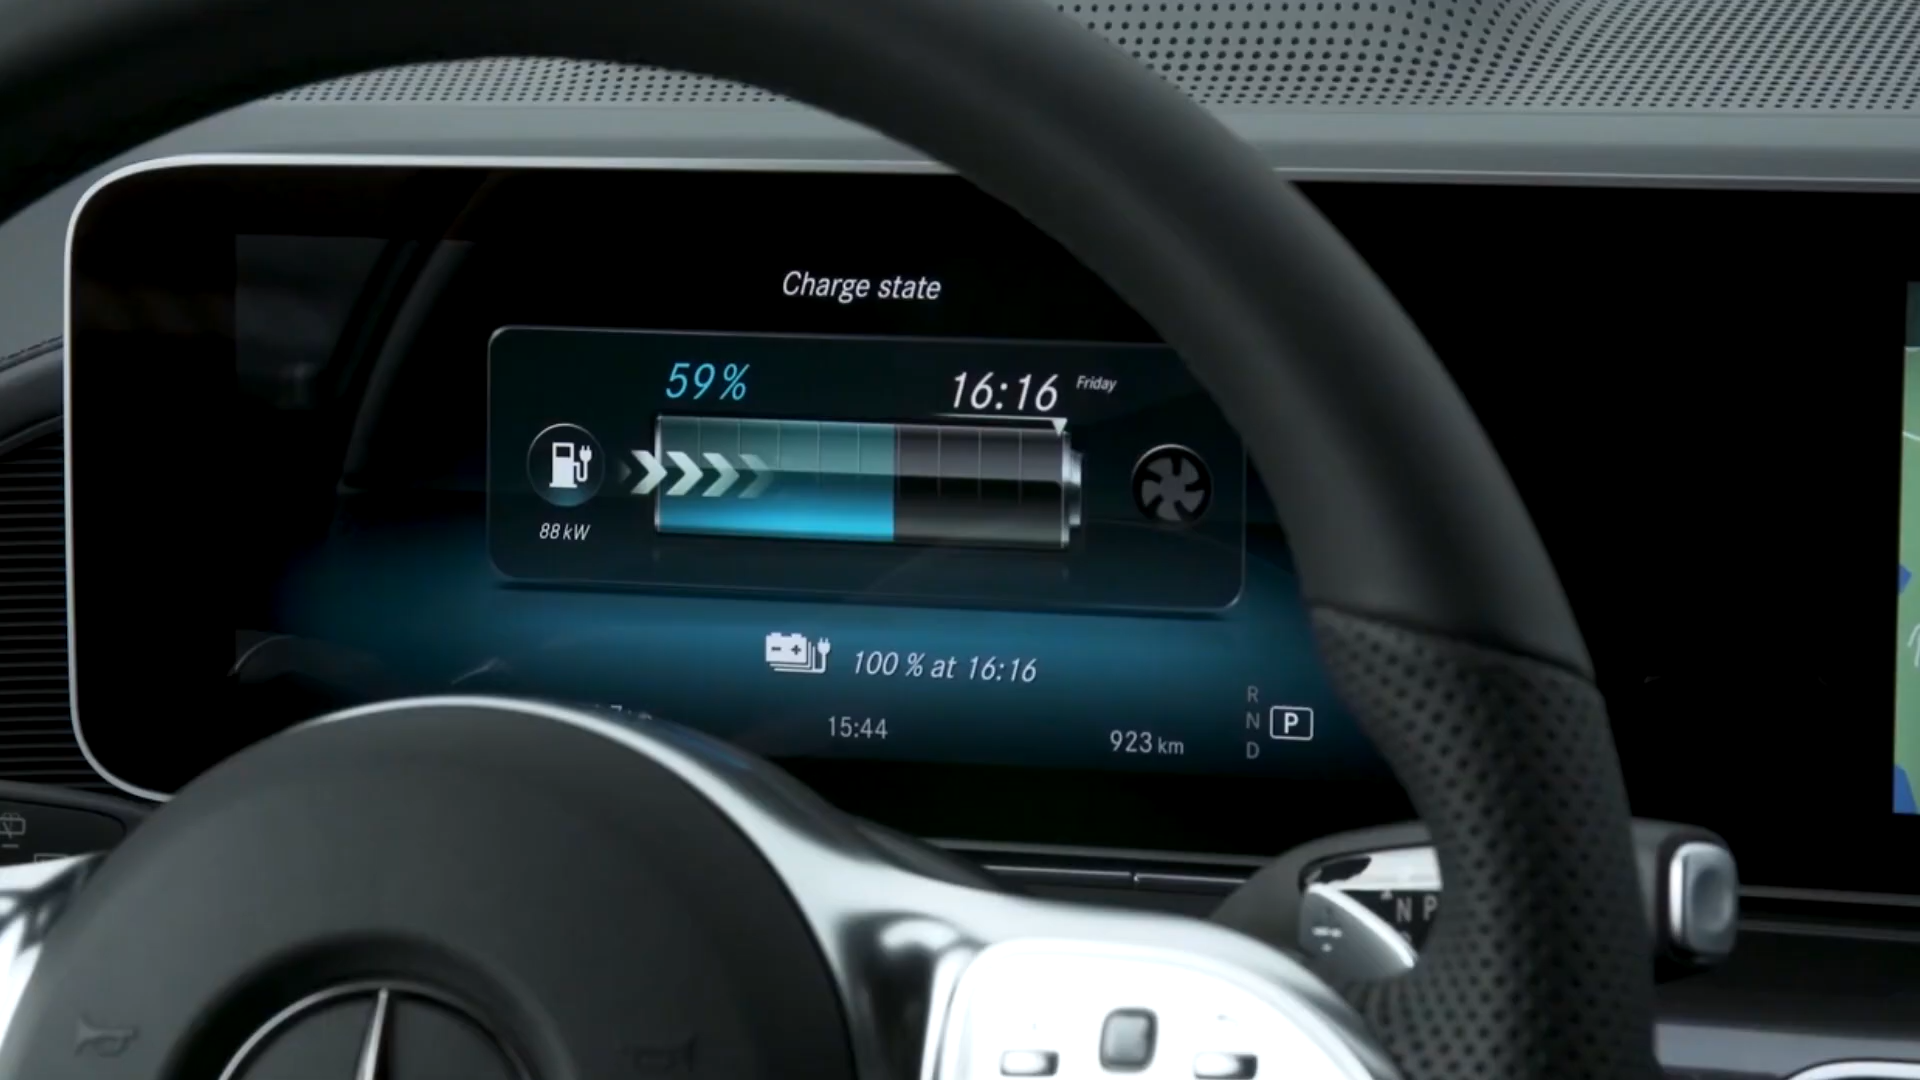 Charge state
59%
16:16 Friday
88 kW
100 % at 16:16
15:44
923 km
R
N P
D
N P